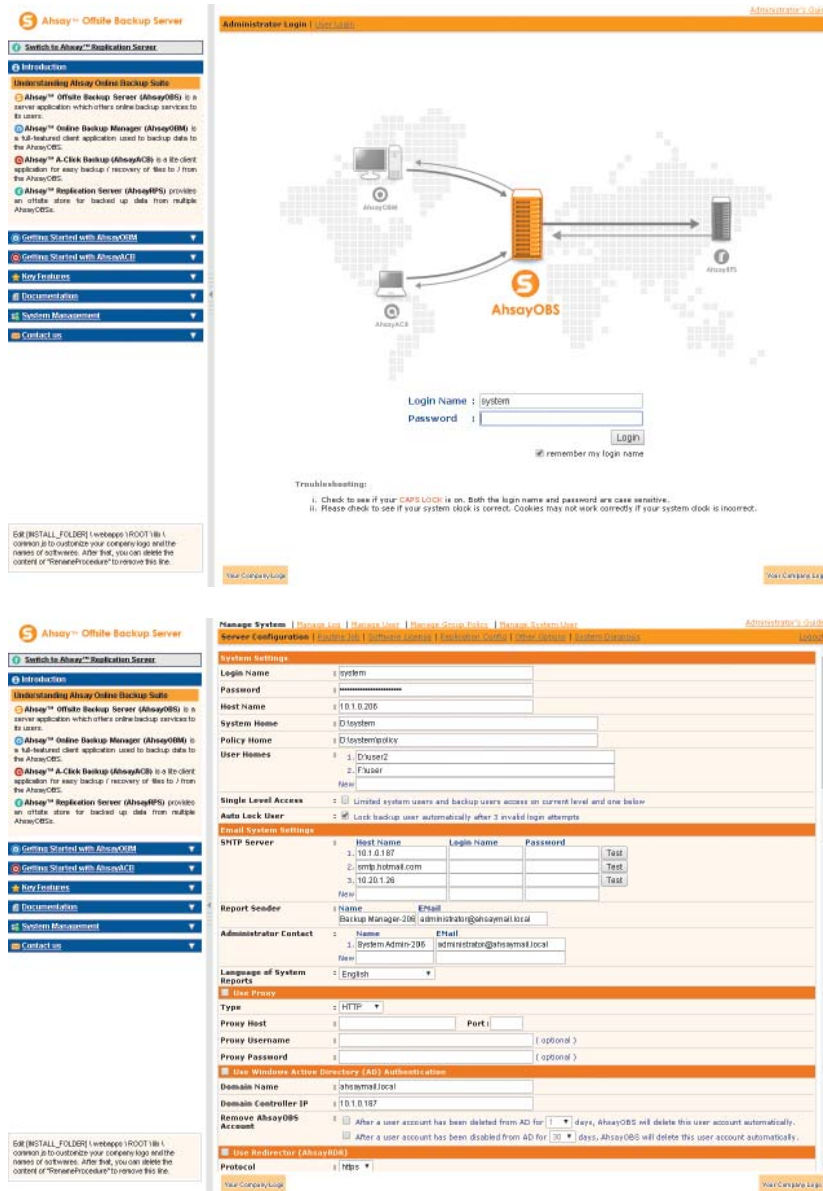 Ahsay™ Offsite Backup Server
Switch to Ahsay™ Replication Server
Introduction
Understanding Ahsay Online Backup Suite
Ahsay™ Offsite Backup Server (AhsayOBS) is a
server application which offers online backup services to
its users.
Ahsay™ Online Backup Manager (AhsayOBM) is
a full-featured client application used to backup data to
the AhsayOBS.
Ahsay™ A-Click Backup (AhsayACB) is a lite client
application for easy backup / recovery of files to / from
the AhsayOBS.
Ahsay™ Replication Server (AhsayRPS) provides
an offsite store for backed up data from multiple
AhsayOBSs.
Getting Started with AhsayOBM
Getting Started with AhsayACB
Key Features
Documentation
System Management
Contact us
Edit [INSTALL_FOLDER] \ webapps \ ROOT \ lib \
common.js to customize your company logo and the
names of softwares. After that, you can delete the
content of "RenameProcedure" to remove this line.
Administrator's Guide
Administrator Login | User Login
AhsayOBM
AhsayACB
AhsayOBS
AhsayRPS
Login Name : system
Password :
Login
remember my login name
Troubleshooting:
i. Check to see if your CAPS LOCK is on. Both the login name and password are case sensitive.
ii. Please check to see if your system clock is correct. Cookies may not work correctly if your system clock is incorrect.
Your Company Logo
Your Company Logo
Ahsay™ Offsite Backup Server
Switch to Ahsay™ Replication Server
Introduction
Understanding Ahsay Online Backup Suite
Ahsay™ Offsite Backup Server (AhsayOBS) is a
server application which offers online backup services to
its users.
Ahsay™ Online Backup Manager (AhsayOBM) is
a full-featured client application used to backup data to
the AhsayOBS.
Ahsay™ A-Click Backup (AhsayACB) is a lite client
application for easy backup / recovery of files to / from
the AhsayOBS.
Ahsay™ Replication Server (AhsayRPS) provides
an offsite store for backed up data from multiple
AhsayOBSs.
Getting Started with AhsayOBM
Getting Started with AhsayACB
Key Features
Documentation
System Management
Contact us
Edit [INSTALL_FOLDER] \ webapps \ ROOT \ lib \
common.js to customize your company logo and the
names of softwares. After that, you can delete the
content of "RenameProcedure" to remove this line.
Manage System | Manage Log | Manage User | Manage Group Policy | Manage System User
Administrator's Guide
Server Configuration | Routine Job | Software License | Replication Config | Other Options | System Diagnosis
Logout
System Settings
Login Name : system
Password :
Host Name : 10.1.0.206
System Home : D:\system
Policy Home : D:\system\policy
User Homes : 1. D:\user2
2. F:\user
New
Single Level Access : Limited system users and backup users access on current level and one below
Auto Lock User : Lock backup user automatically after 3 invalid login attempts
Email System Settings
SMTP Server : Host Name Login Name Password
1. 10.1.0.187 Test
2. smtp.hotmail.com Test
3. 10.20.1.26 Test
New
Report Sender : Name EMail
Backup Manager-206 administrator@ahsaymail.local
Administrator Contact : Name EMail
1. System Admin-206 administrator@ahsaymail.local
New
Language of System Reports : English
Use Proxy
Type : HTTP
Proxy Host : Port :
Proxy Username : ( optional )
Proxy Password : ( optional )
Use Windows Active Directory (AD) Authentication
Domain Name : ahsaymail.local
Domain Controller IP : 10.1.0.187
Remove AhsayOBS Account : After a user account has been deleted from AD for 1 days, AhsayOBS will delete this user account automatically.
After a user account has been disabled from AD for 30 days, AhsayOBS will delete this user account automatically.
Use Redirector (AhsayRDR)
Protocol : https
Your Company Logo
Your Company Logo